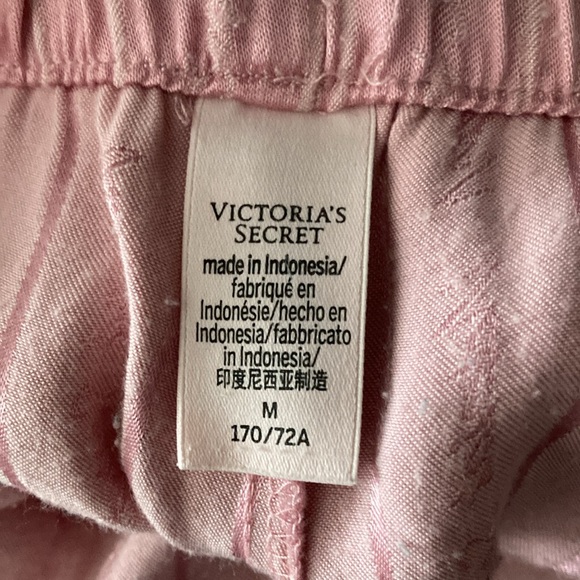 VICTORIA'S
SECRET
made in Indonesia/
fabriqué en
Indonésie/hecho en
Indonesia/fabbricato
in Indonesia/
印度尼西亚制造
M
170/72A